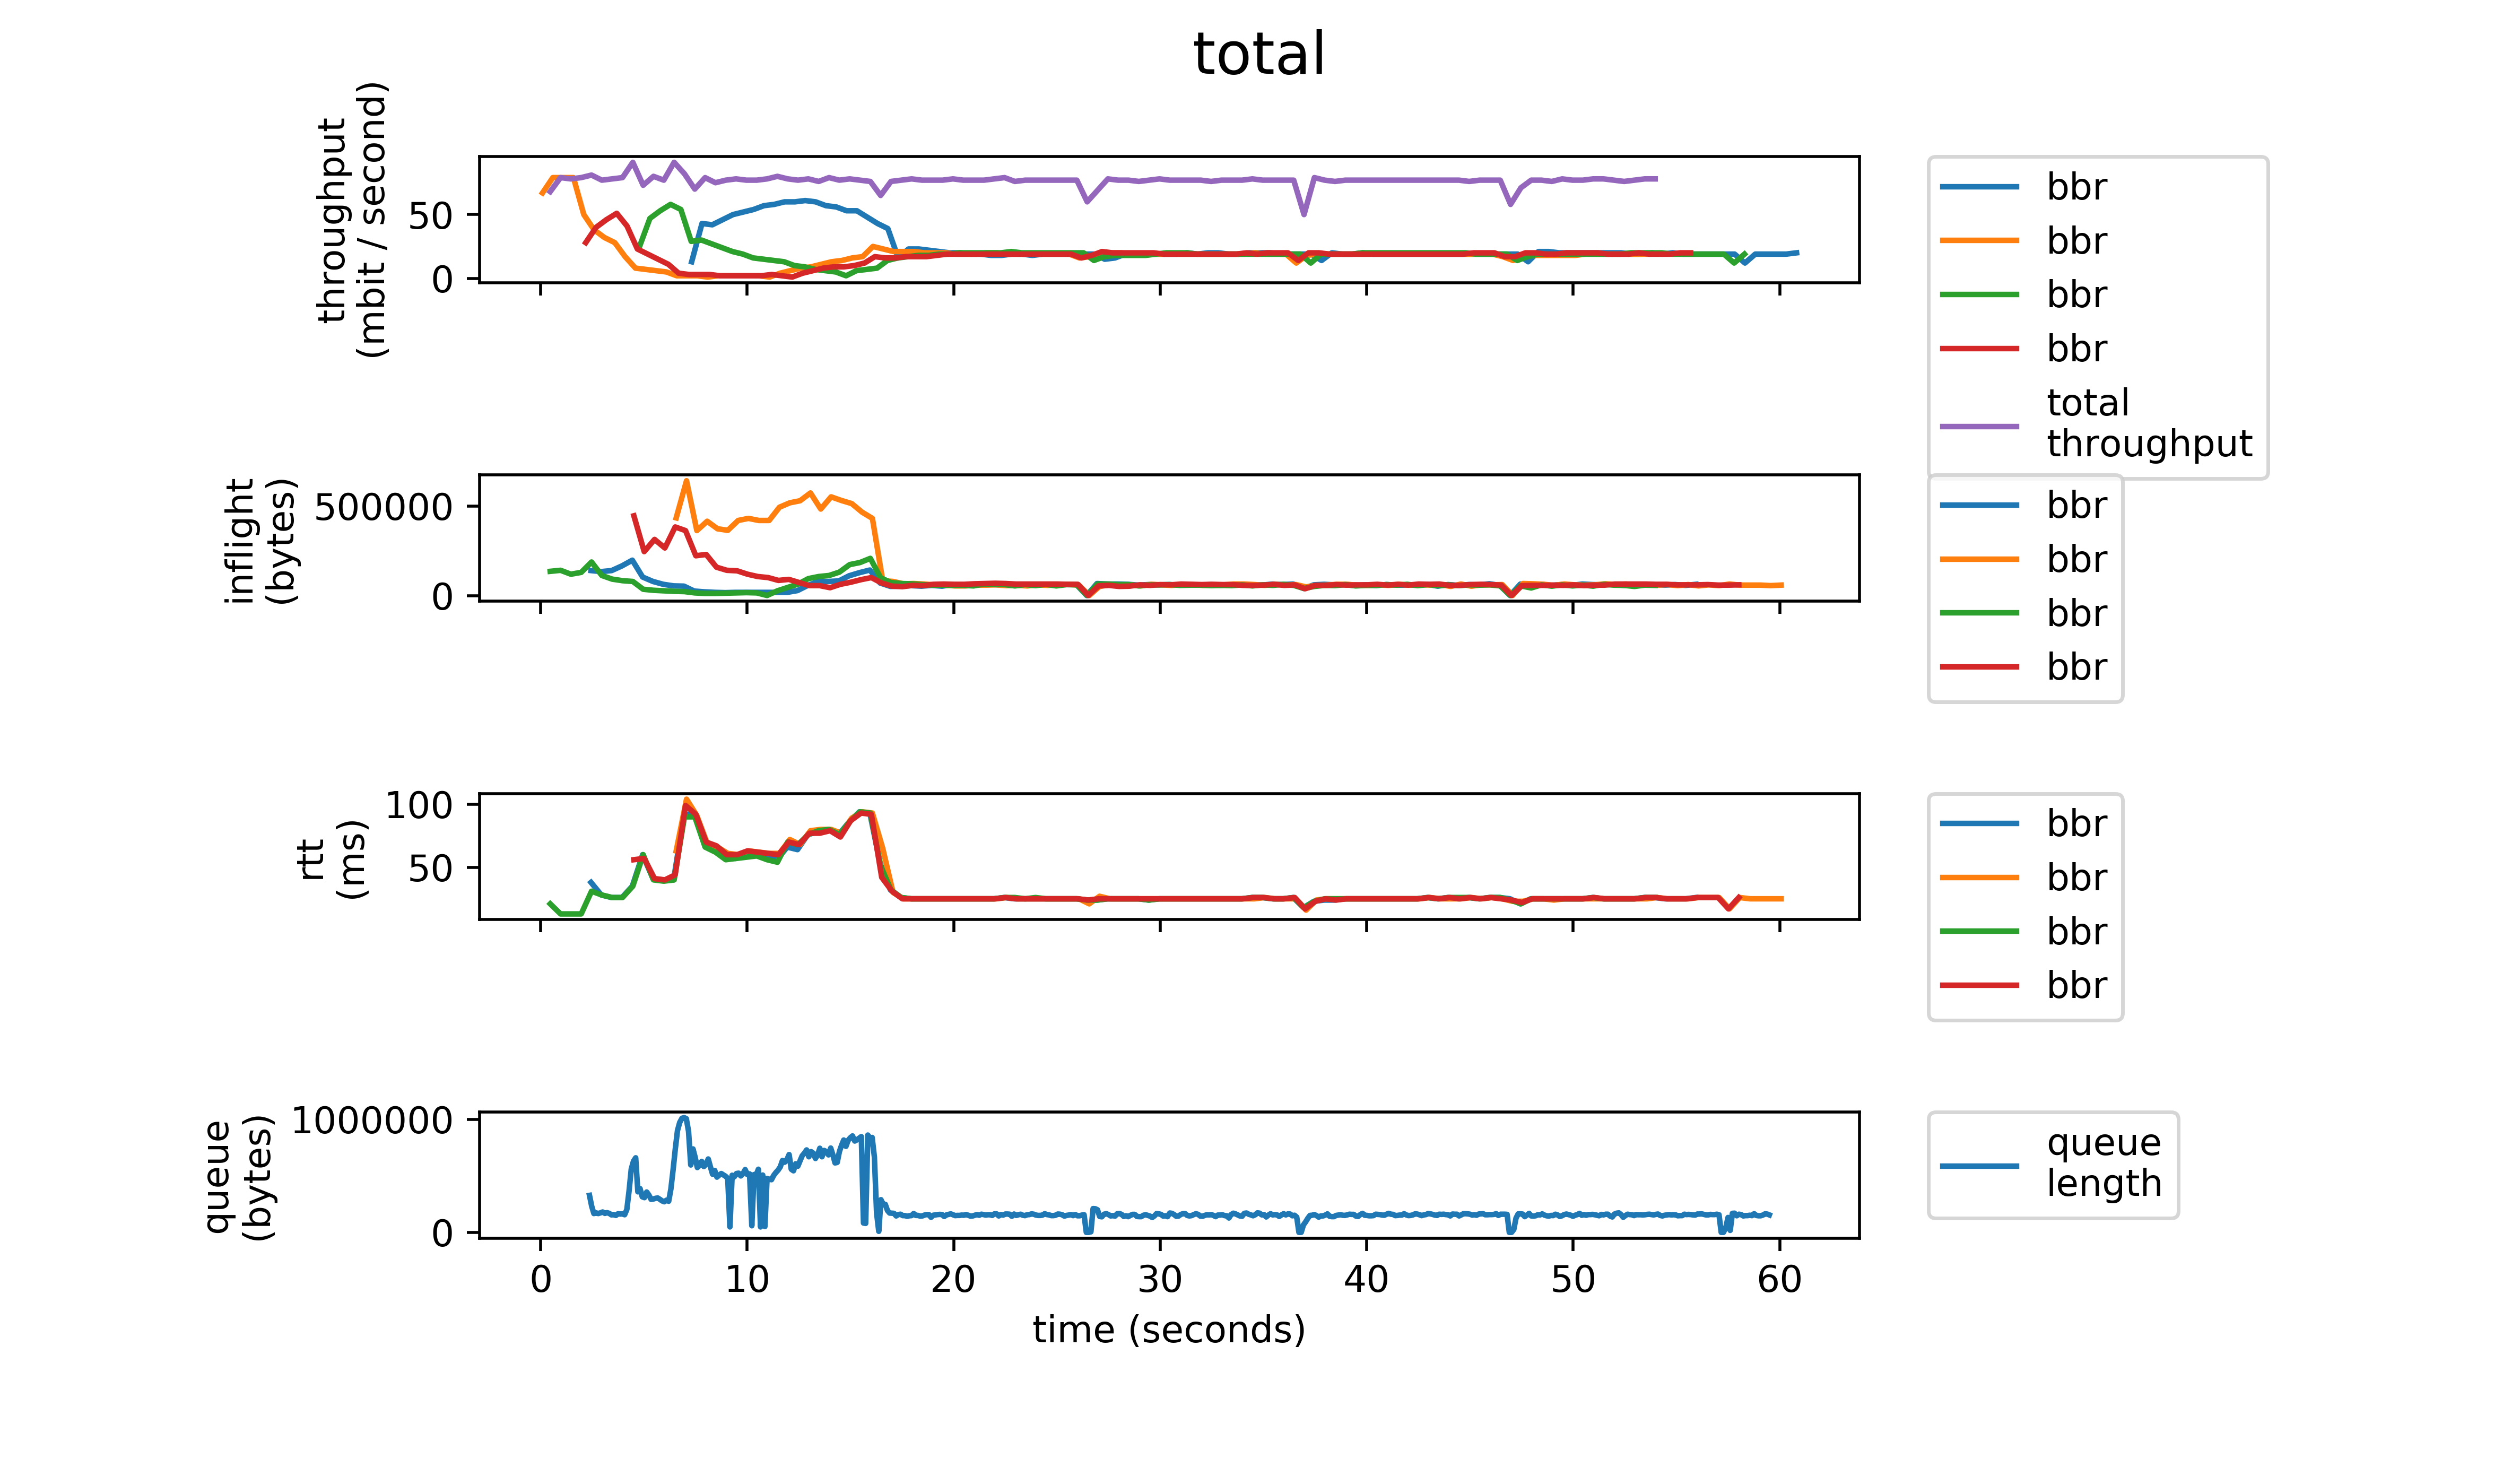 total
throughput
(mbit / second)
50
0
bbr
bbr
bbr
bbr
total
throughput
inflight
(bytes)
500000
0
bbr
bbr
bbr
bbr
rtt
(ms)
100
50
bbr
bbr
bbr
bbr
queue
(bytes)
1000000
0
queue
length
0 10 20 30 40 50 60
time (seconds)